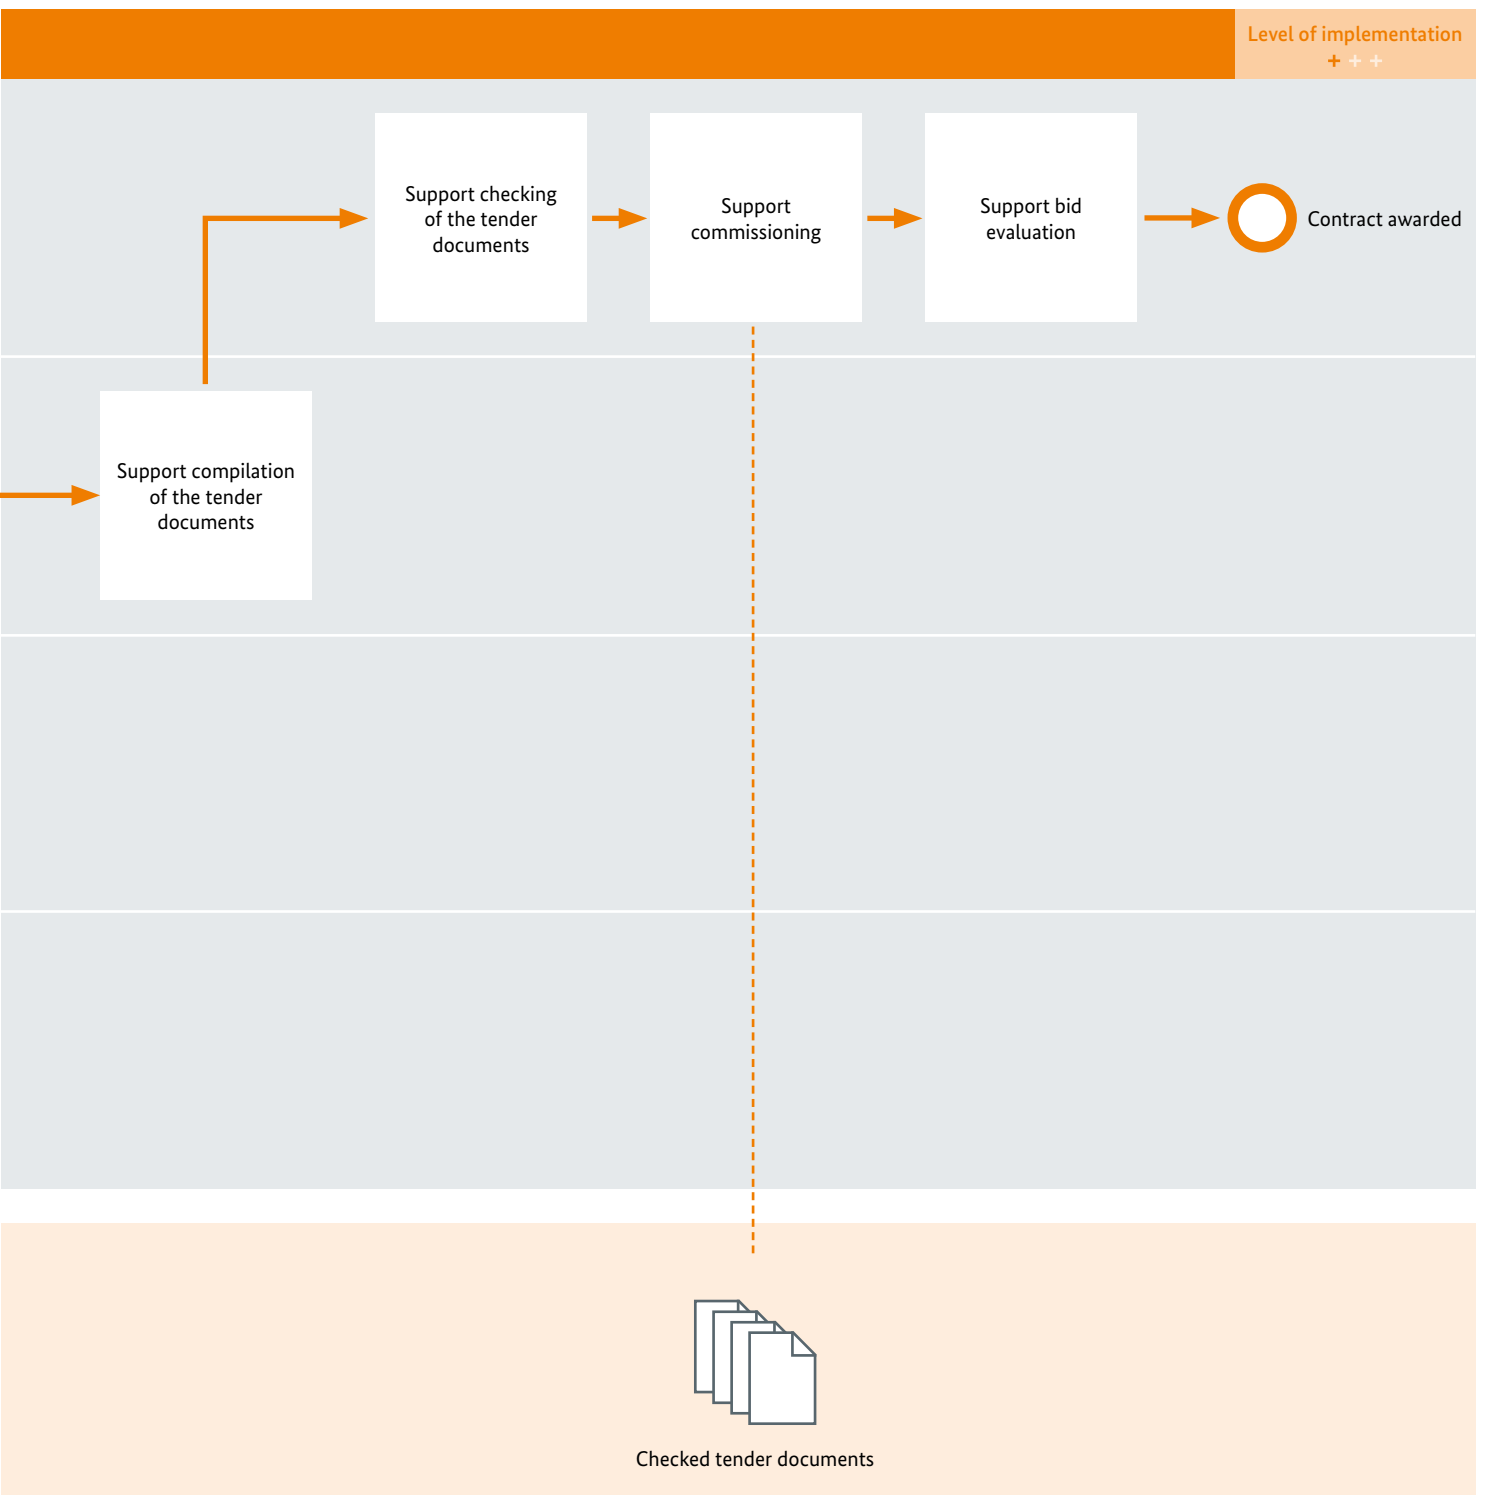 Level of implementation
+ + +
Support checking
of the tender
documents
Support
commissioning
Support bid
evaluation
Contract awarded
Support compilation
of the tender
documents
Checked tender documents